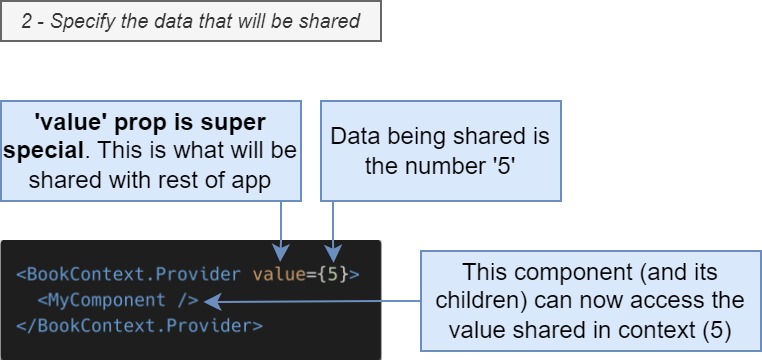 2 - Specify the data that will be shared
'value' prop is super
special. This is what will be
shared with rest of app
Data being shared is
the number '5'
<BookContext.Provider value={5}>
  <MyComponent />
</BookContext.Provider>
This component (and its
children) can now access the
value shared in context (5)